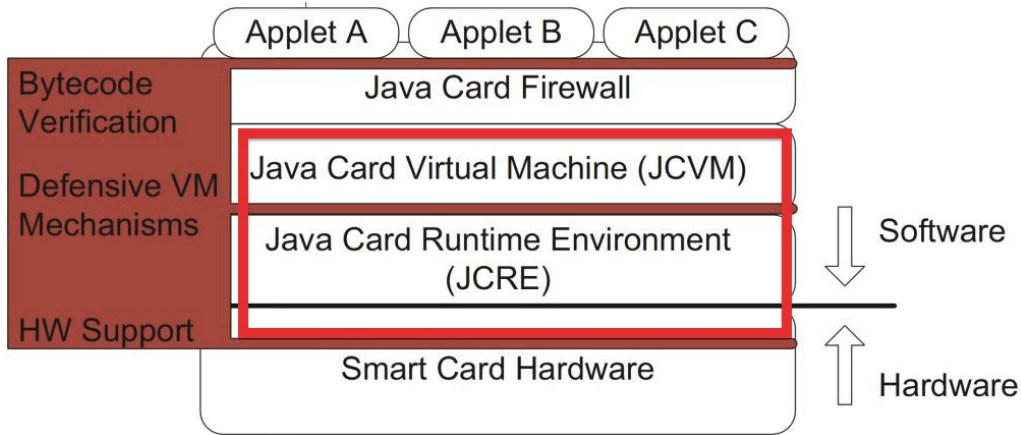 Applet A
Applet B
Applet C
Bytecode
Verification
Java Card Firewall
Java Card Virtual Machine (JCVM)
Defensive VM
Mechanisms
Java Card Runtime Environment
(JCRE)
Software
HW Support
Smart Card Hardware
Hardware